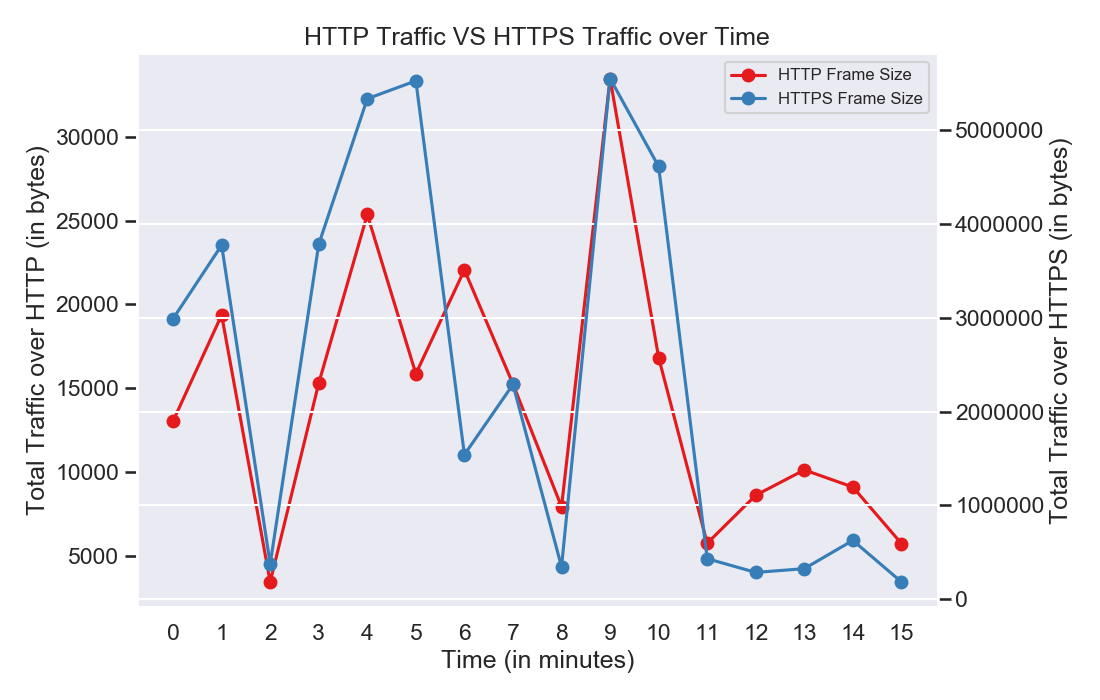 HTTP Traffic VS HTTPS Traffic over Time
HTTP Frame Size
HTTPS Frame Size
Total Traffic over HTTP (in bytes)
30000
25000
20000
15000
10000
5000
5000000
4000000
3000000
2000000
1000000
0
Total Traffic over HTTPS (in bytes)
0 1 2 3 4 5 6 7 8 9 10 11 12 13 14 15
Time (in minutes)